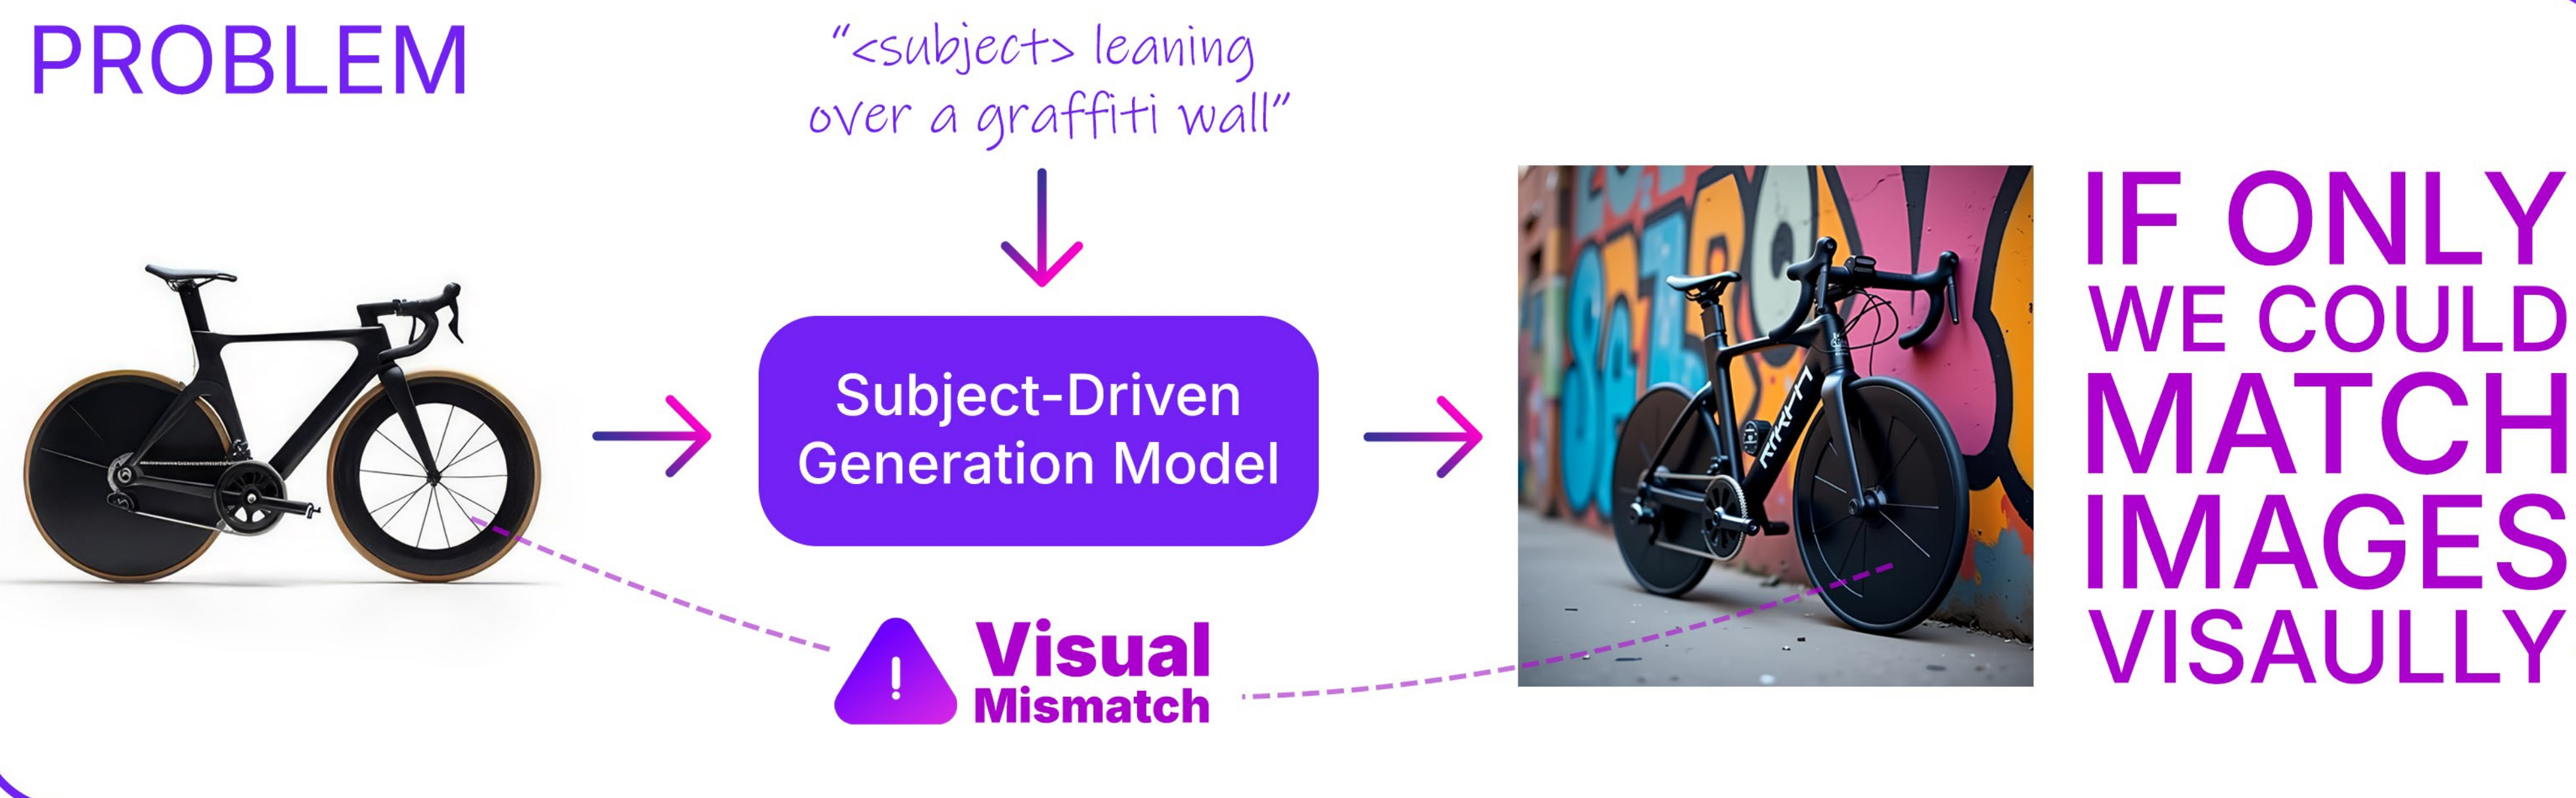 PROBLEM
“<subject> leaning
over a graffiti wall”
Subject-Driven
Generation Model
Visual
Mismatch
IF ONLY
WE COULD
MATCH
IMAGES
VISAULLY